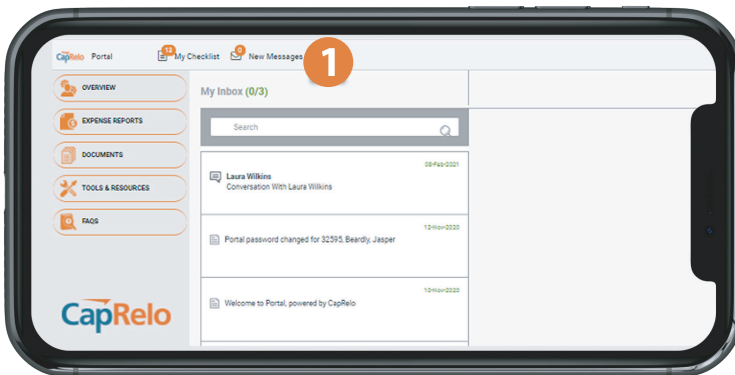 CapRelo Portal 12 My Checklist 0 New Messages 1
OVERVIEW
EXPENSE REPORTS
DOCUMENTS
TOOLS & RESOURCES
FAQS
CapRelo
My Inbox (0/3)
Search
08-Feb-2021
Laura Wilkins
Conversation With Laura Wilkins
12-Nov-2020
Portal password changed for 32595, Beardly, Jasper
10-Nov-2020
Welcome to Portal, powered by CapRelo